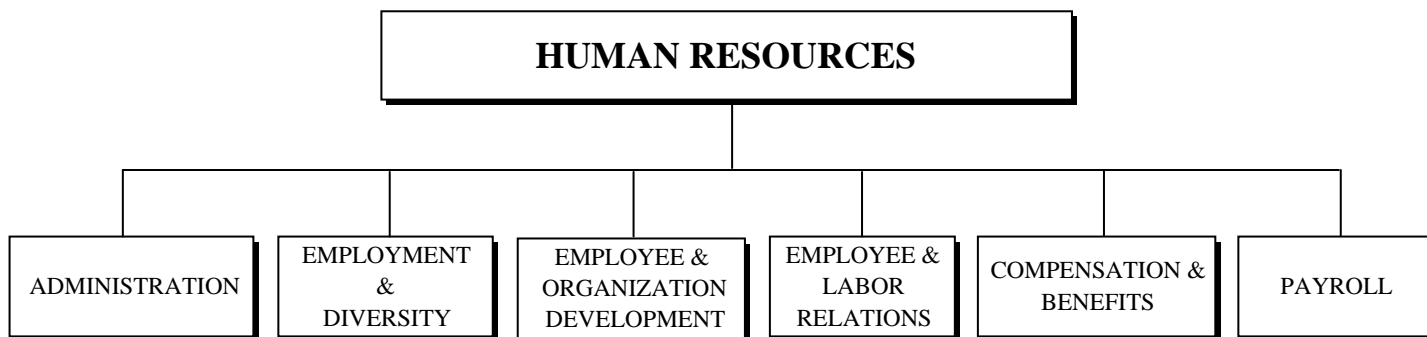 HUMAN RESOURCES
ADMINISTRATION
EMPLOYMENT
&
DIVERSITY
EMPLOYEE &
ORGANIZATION
DEVELOPMENT
EMPLOYEE &
LABOR
RELATIONS
COMPENSATION &
BENEFITS
PAYROLL